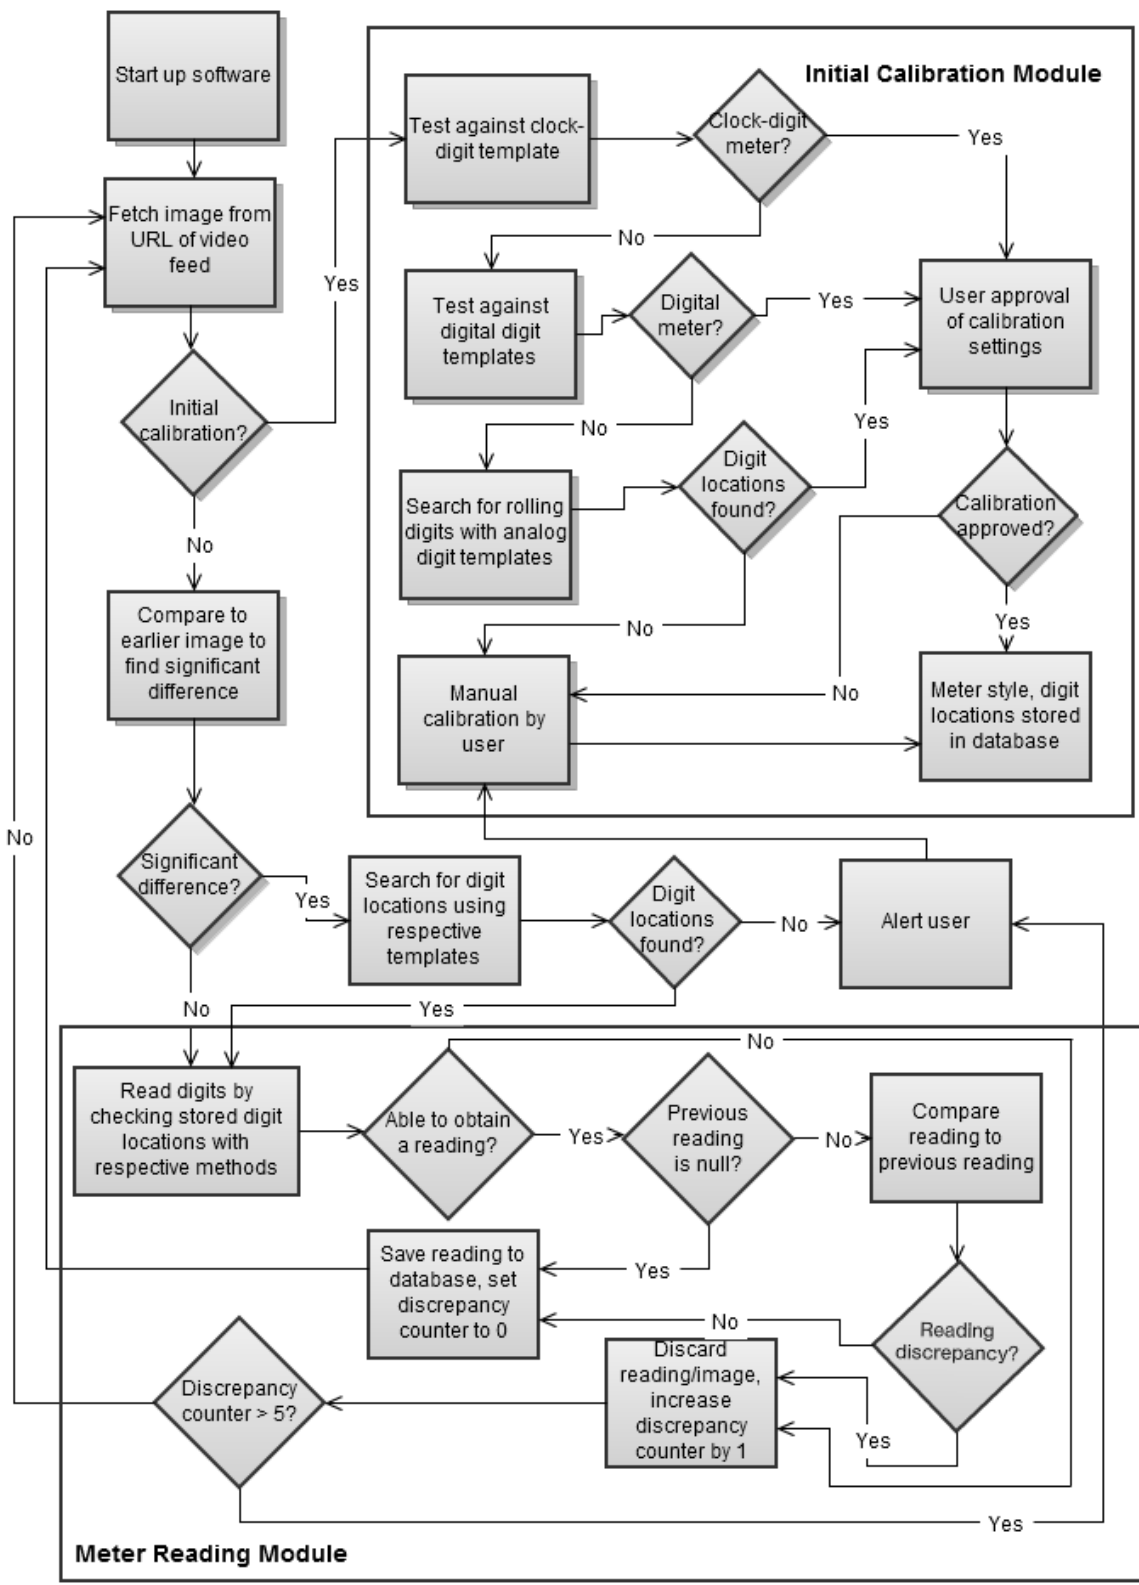 Start up software
Initial Calibration Module
Test against clock-
digit template
Clock-digit
meter?
Yes
Fetch image from
URL of video
feed
No
Yes
Test against
digital digit
templates
Digital
meter?
Yes
User approval
of calibration
settings
Initial
calibration?
No
Yes
Search for rolling
digits with analog
digit templates
Digit
locations
found?
Calibration
approved?
No
Compare to
earlier image to
find significant
difference
No
Yes
Manual
calibration by
user
No
Meter style, digit
locations stored
in database
No
Significant
difference?
Yes
Search for digit
locations using
respective
templates
Digit
locations
found?
No
Alert user
No
Yes
No
Read digits by
checking stored digit
locations with
respective methods
Able to obtain
a reading?
Yes
Previous
reading
is null?
No
Compare
reading to
previous reading
Save reading to
database, set
discrepancy
counter to 0
Yes
No
Reading
discrepancy?
Discard
reading/image,
increase
discrepancy
counter by 1
Yes
Discrepancy
counter > 5?
Yes
Meter Reading Module